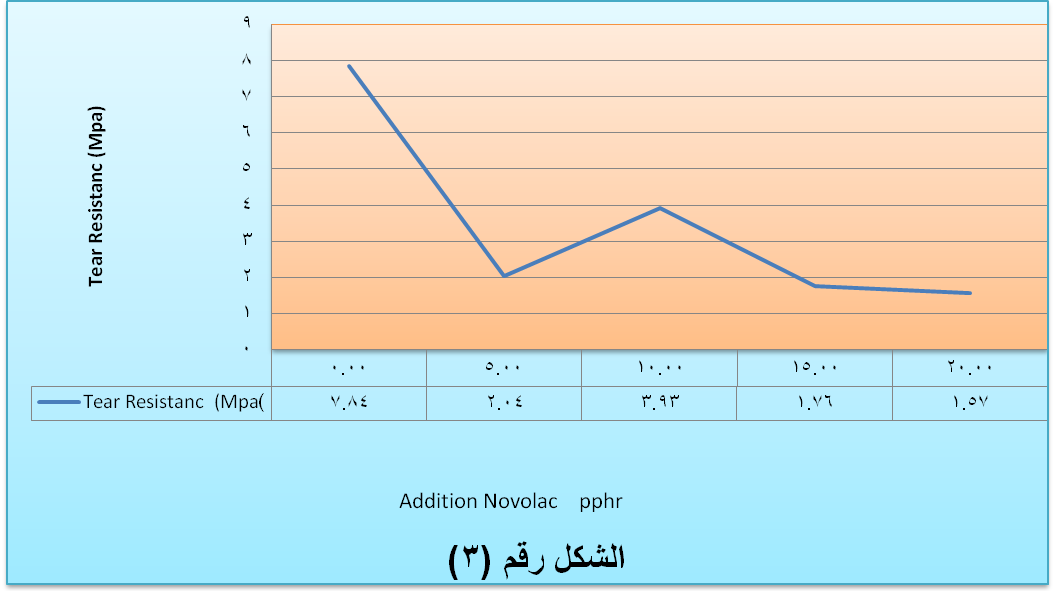 Tear Resistanc (Mpa)
٩
٨
٧
٦
٥
٤
٣
٢
١
٠
٠.٠٠ ٥.٠٠ ١٠.٠٠ ١٥.٠٠ ٢٠.٠٠
Tear Resistanc (Mpa( ٧.٨٤ ٢.٠٤ ٣.٩٣ ١.٧٦ ١.٥٧
Addition Novolac pphr
الشكل رقم (٣)